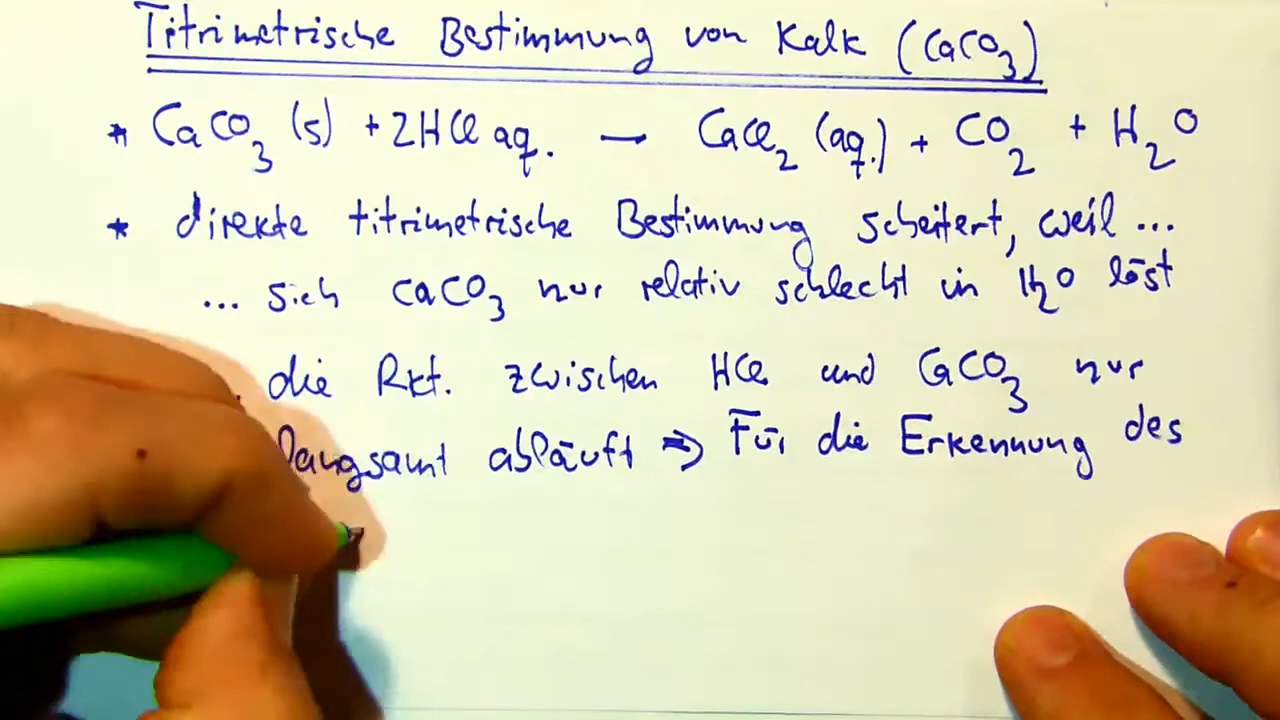 Titrimetrische Bestimmung von Kalk (CaCO3)
* CaCO3 (s) + 2HCl aq. → CaCl2 (aq.) + CO2 + H2O
* direkte titrimetrische Bestimmung scheitert, weil ...
... sich CaCO3 nur relativ schlecht in H2O löst
die Rkt. zwischen HCl und CaCO3 nur
langsamt abläuft ⇒ Für die Erkennung des